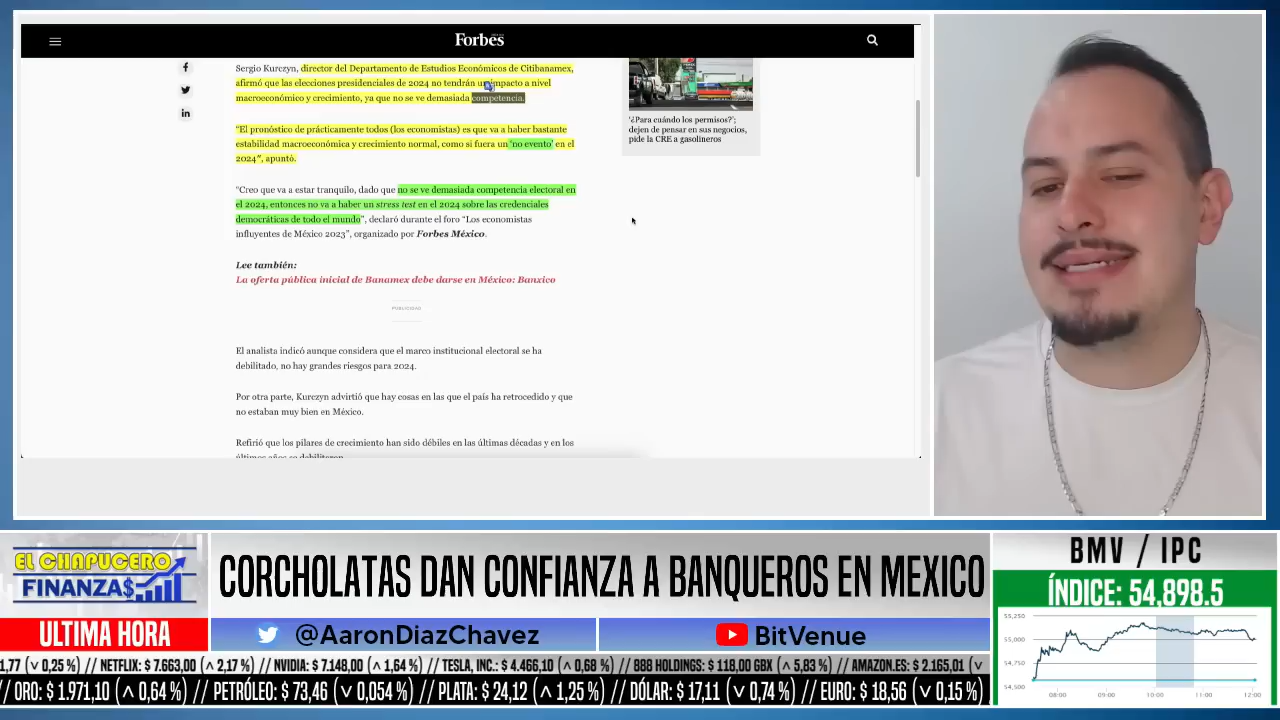 Forbes
MÉXICO
Sergio Kurczyn, director del Departamento de Estudios Económicos de Citibanamex,
afirmó que las elecciones presidenciales de 2024 no tendrán un impacto a nivel
macroeconómico y crecimiento, ya que no se ve demasiada competencia.
“El pronóstico de prácticamente todos (los economistas) es que va a haber bastante
estabilidad macroeconómica y crecimiento normal, como si fuera un ‘no evento’ en el
2024″, apuntó.
“Creo que va a estar tranquilo, dado que no se ve demasiada competencia electoral en
el 2024, entonces no va a haber un stress test en el 2024 sobre las credenciales
democráticas de todo el mundo”, declaró durante el foro “Los economistas
influyentes de México 2023”, organizado por Forbes México.
Lee también:
La oferta pública inicial de Banamex debe darse en México: Banxico
PUBLICIDAD
El analista indicó aunque considera que el marco institucional electoral se ha
debilitado, no hay grandes riesgos para 2024.
Por otra parte, Kurczyn advirtió que hay cosas en las que el país ha retrocedido y que
no estaban muy bien en México.
Refirió que los pilares de crecimiento han sido débiles en las últimas décadas y en los
últimos años se debilitaron
'¿Para cuándo los permisos?';
dejen de pensar en sus negocios,
pide la CRE a gasolineros
EL CHAPUCERO
FINANZA$
ULTIMA HORA
CORCHOLATAS DAN CONFIANZA A BANQUEROS EN MEXICO
@AaronDiazChavez
BitVenue
BMV / IPC
ÍNDICE: 54,898.5
55,250
55,000
54,750
54,500
08:00 09:00 10:00 11:00 12:00
1,77 (˅ 0,25 %) // NETFLIX: $ 7.663,00 (˄ 2,17 %) // NVIDIA: $ 7.148,00 (˄ 1,64 %) // TESLA, INC.: $ 4.466,10 (˄ 0,68 %) // 888 HOLDINGS: $ 118,00 GBX (˄ 5,83 %) // AMAZON.ES: $ 2.165,01 (˅
/ ORO: $ 1.971,10 (˄ 0,64 %) // PETRÓLEO: $ 73,46 (˅ 0,054 %) // PLATA: $ 24,12 (˄ 1,25 %) // DÓLAR: $ 17,11 (˅ 0,74 %) // EURO: $ 18,56 (˅ 0,15 %) //